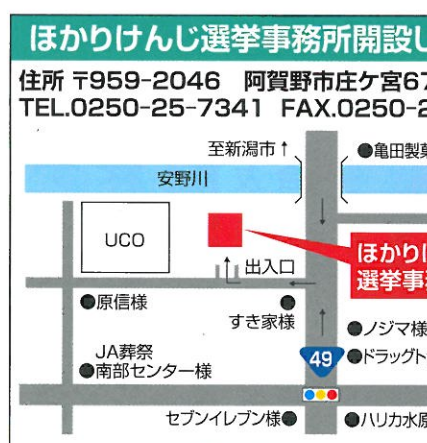 ほかりけんじ選挙事務所開設し
住所 〒959-2046 阿賀野市庄ケ宮67
TEL.0250-25-7341 FAX.0250-2
至新潟市↑
●亀田製菓
安野川
UCO
ほかりけ
選挙事務
出入口
●原信様
すき家様
●ノジマ様
JA葬祭
●南部センター様
49
●ドラッグト
セブンイレブン様●
●ハリカ水原